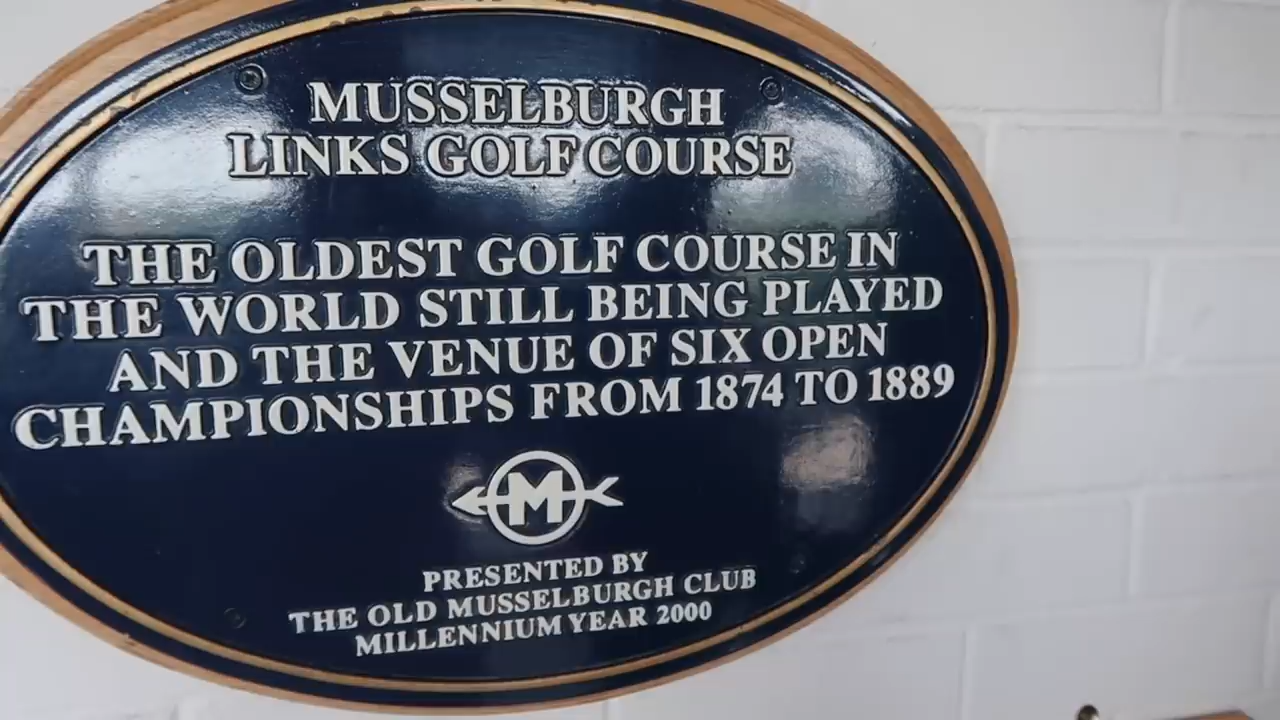 MUSSELBURGH
LINKS GOLF COURSE
THE OLDEST GOLF COURSE IN
THE WORLD STILL BEING PLAYED
AND THE VENUE OF SIX OPEN
CHAMPIONSHIPS FROM 1874 TO 1889
M
PRESENTED BY
THE OLD MUSSELBURGH CLUB
MILLENNIUM YEAR 2000